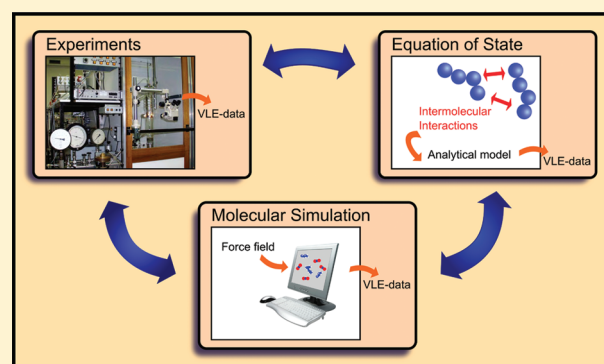 Experiments
VLE-data
Equation of State
Intermolecular
Interactions
Analytical model
VLE-data
Molecular Simulation
Force field
VLE-data